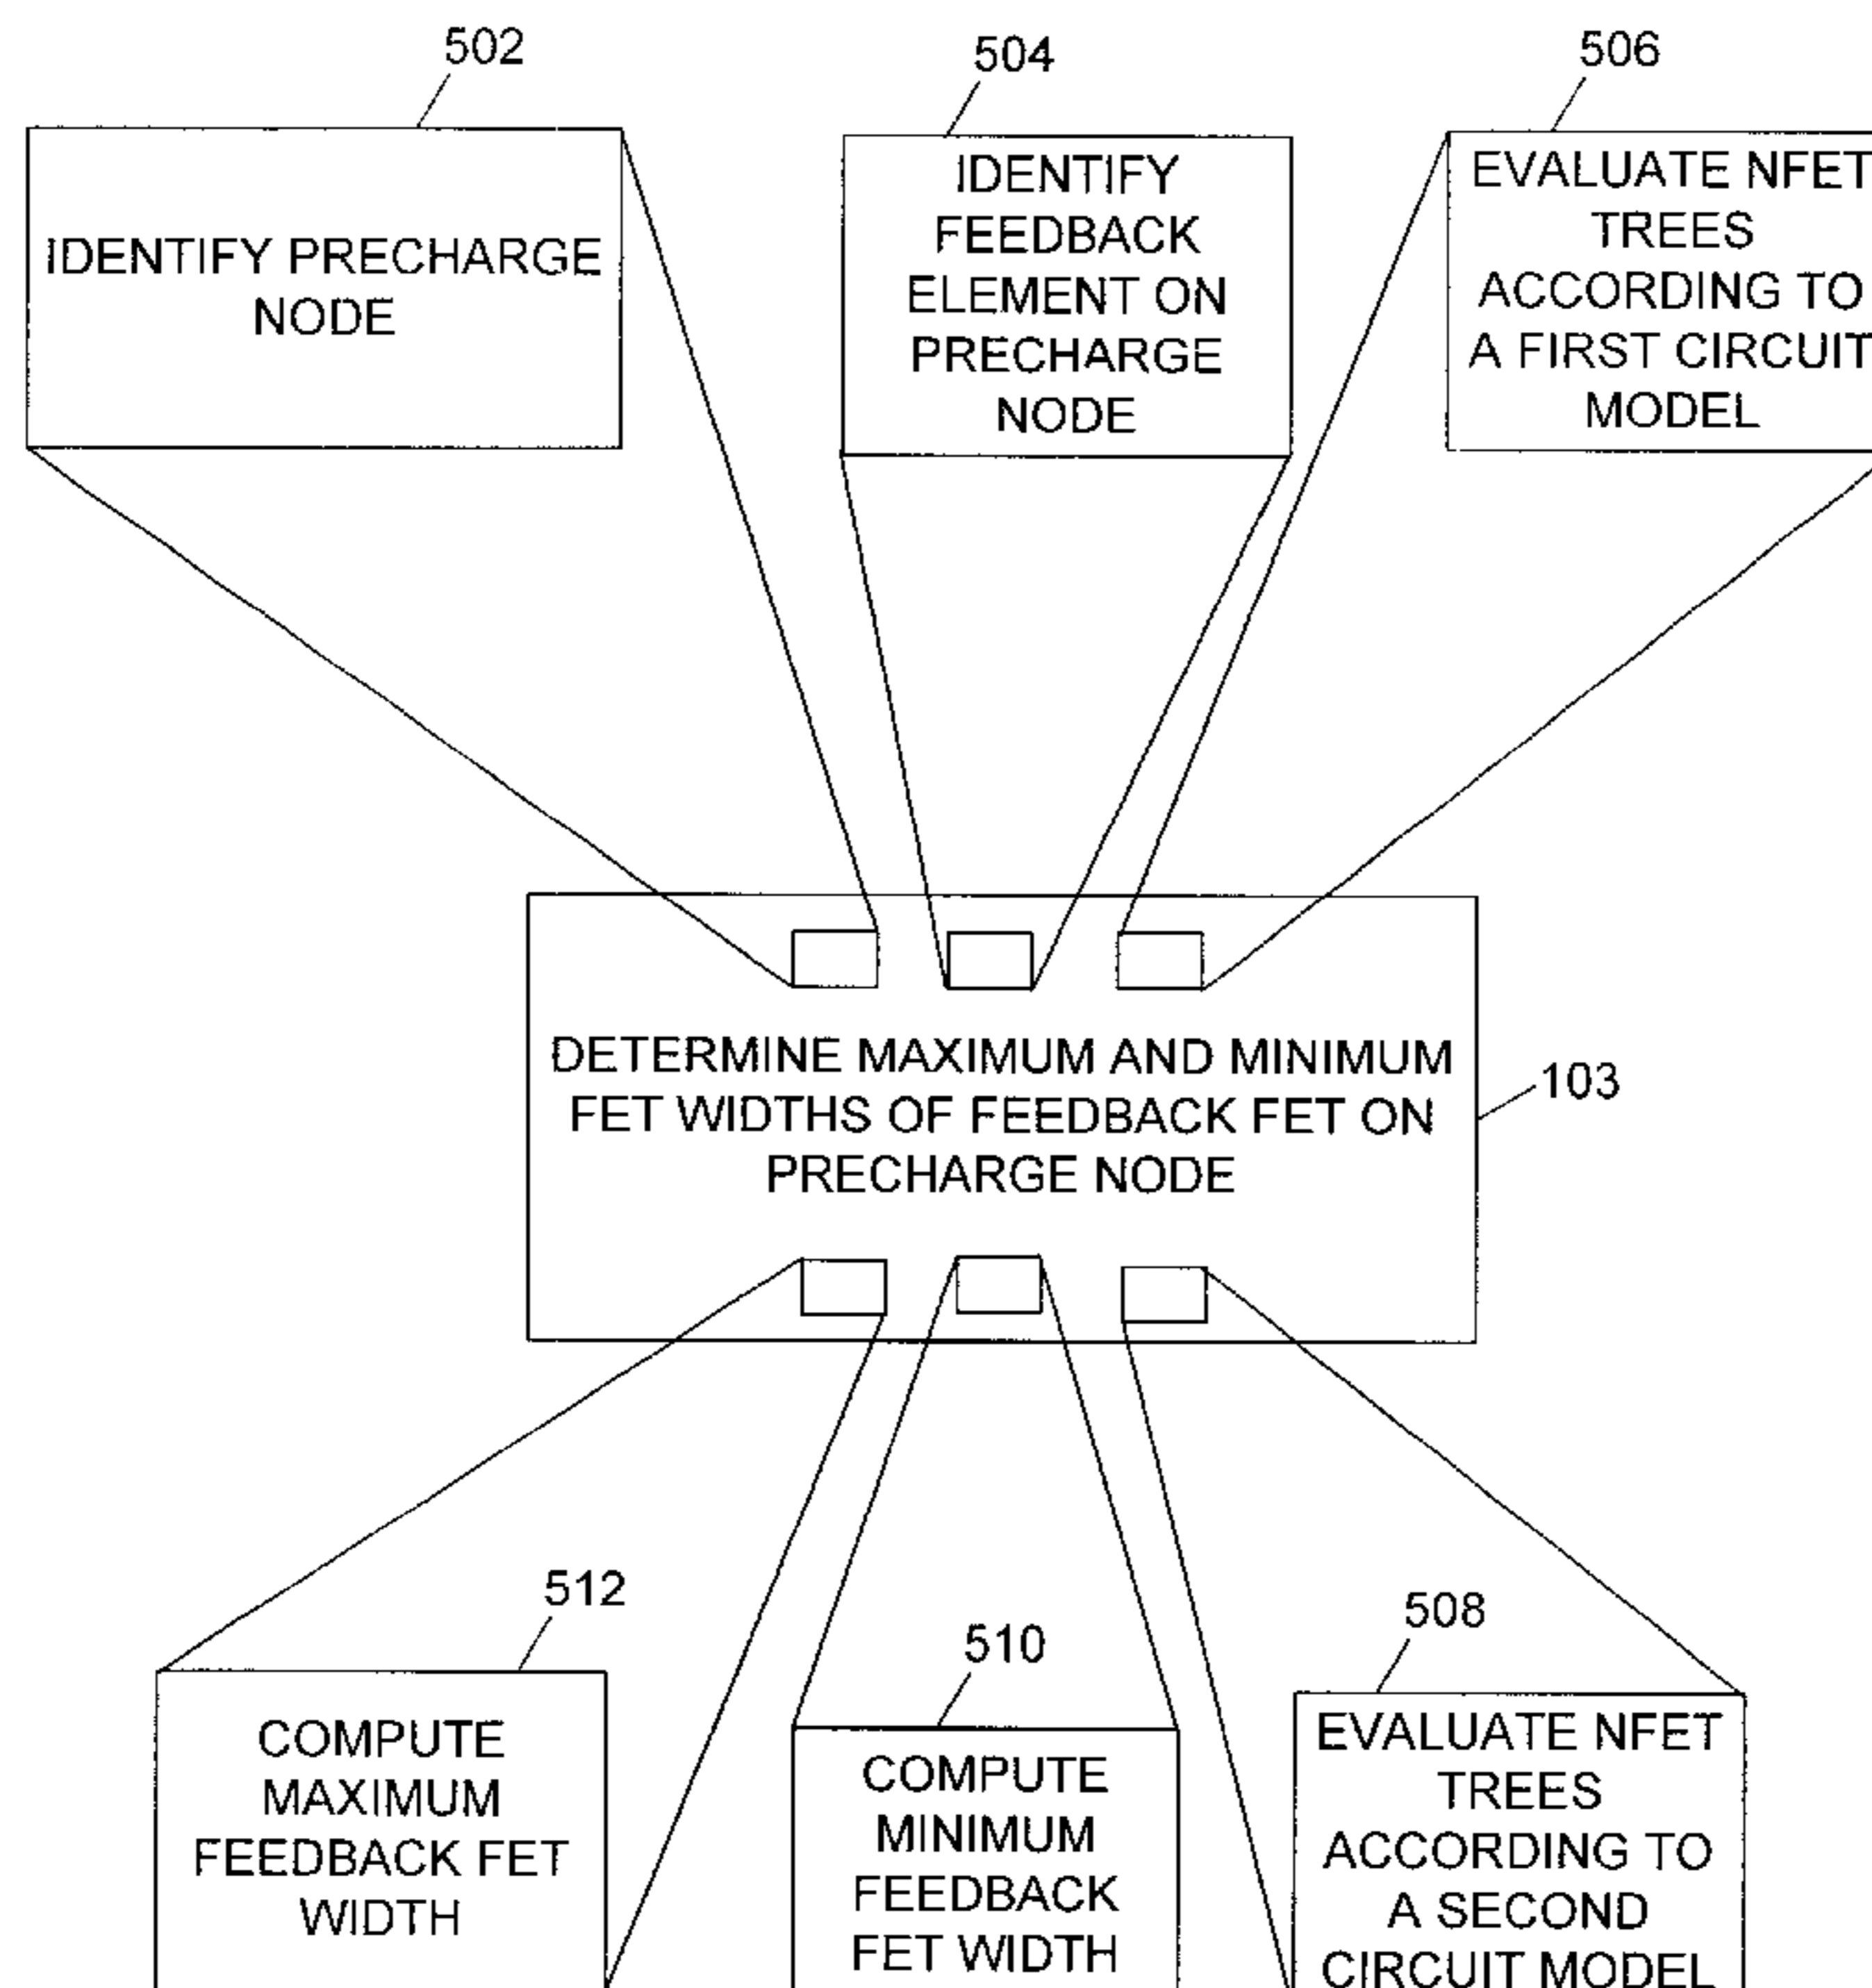 502
504
506
IDENTIFY PRECHARGE
NODE
IDENTIFY
FEEDBACK
ELEMENT ON
PRECHARGE
NODE
EVALUATE NFET
TREES
ACCORDING TO
A FIRST CIRCUIT
MODEL
DETERMINE MAXIMUM AND MINIMUM
FET WIDTHS OF FEEDBACK FET ON
PRECHARGE NODE
103
512
510
508
COMPUTE
MAXIMUM
FEEDBACK FET
WIDTH
COMPUTE
MINIMUM
FEEDBACK
FET WIDTH
EVALUATE NFET
TREES
ACCORDING TO
A SECOND
CIRCUIT MODEL